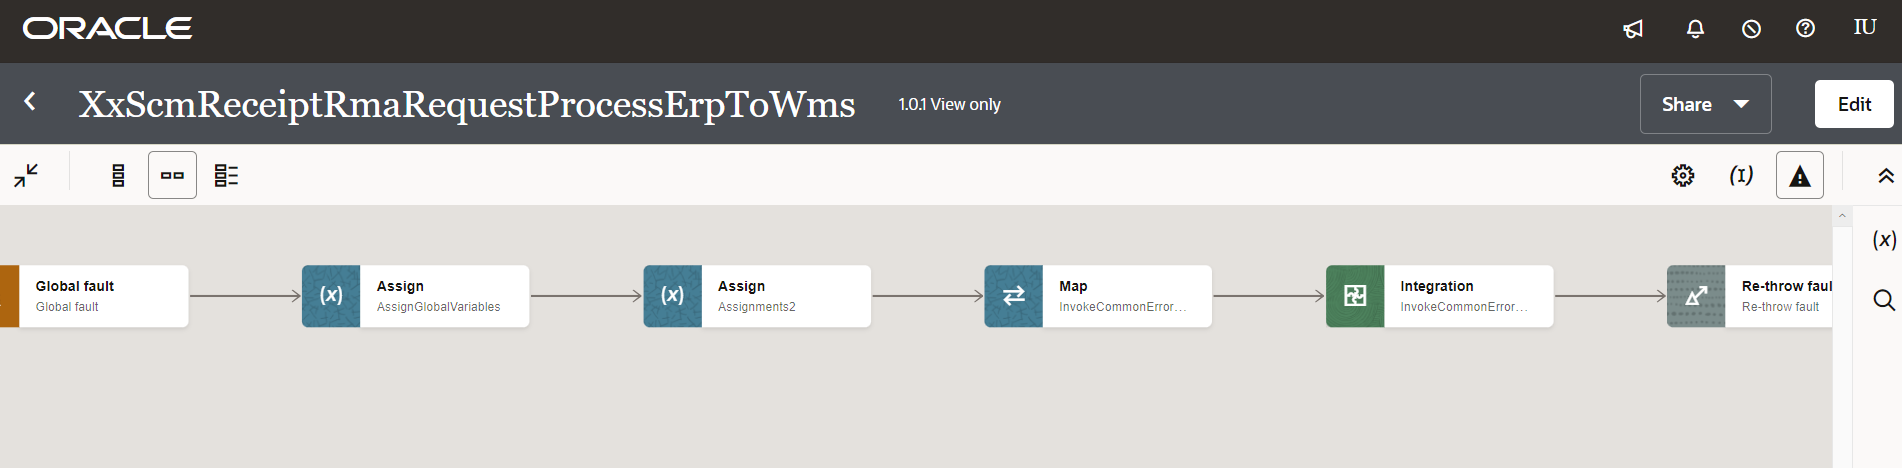 ORACLE
IU
XxScmReceiptRmaRequestProcessErpToWms
1.0.1 View only
Share
Edit
(I)
(x)
Global fault
Global fault
(x)
Assign
AssignGlobalVariables
(x)
Assign
Assignments2
Map
InvokeCommonError...
Integration
InvokeCommonError...
Re-throw faul
Re-throw fault